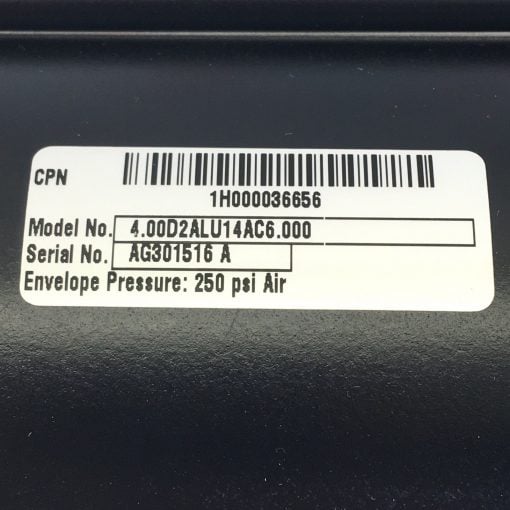 CPN
1H000036656
Model No. 4.00D2ALU14AC6.000
Serial No. AG301516 A
Envelope Pressure: 250 psi Air